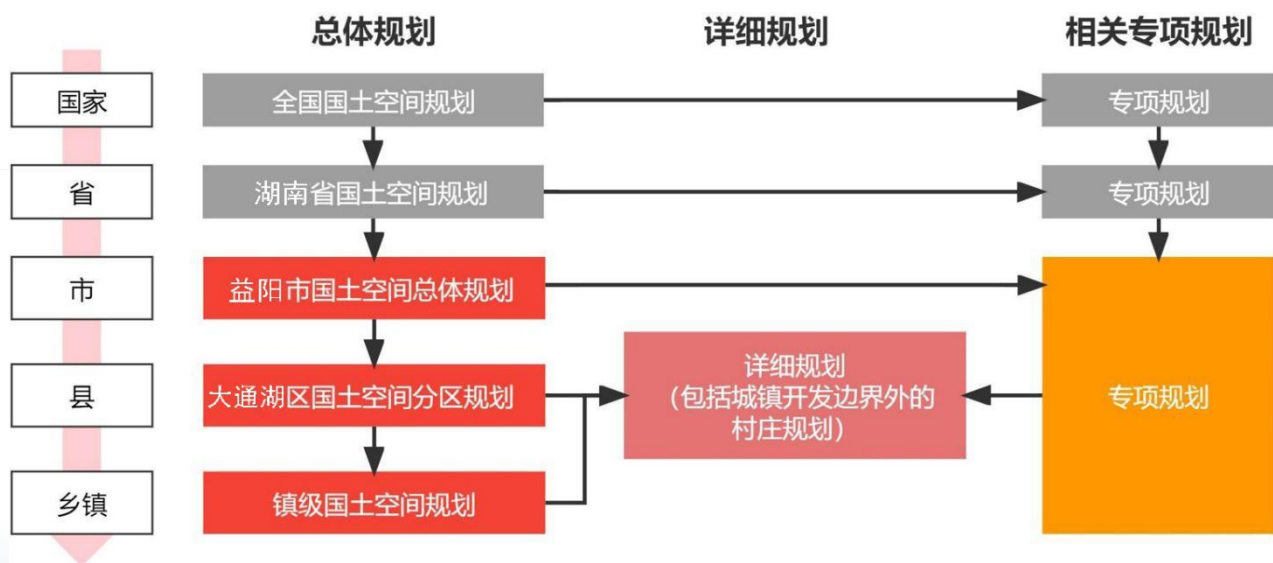 总体规划
详细规划
相关专项规划
国家
全国国土空间规划
专项规划
省
湖南省国土空间规划
专项规划
市
益阳市国土空间总体规划
县
大通湖区国土空间分区规划
详细规划
(包括城镇开发边界外的
村庄规划)
专项规划
乡镇
镇级国土空间规划